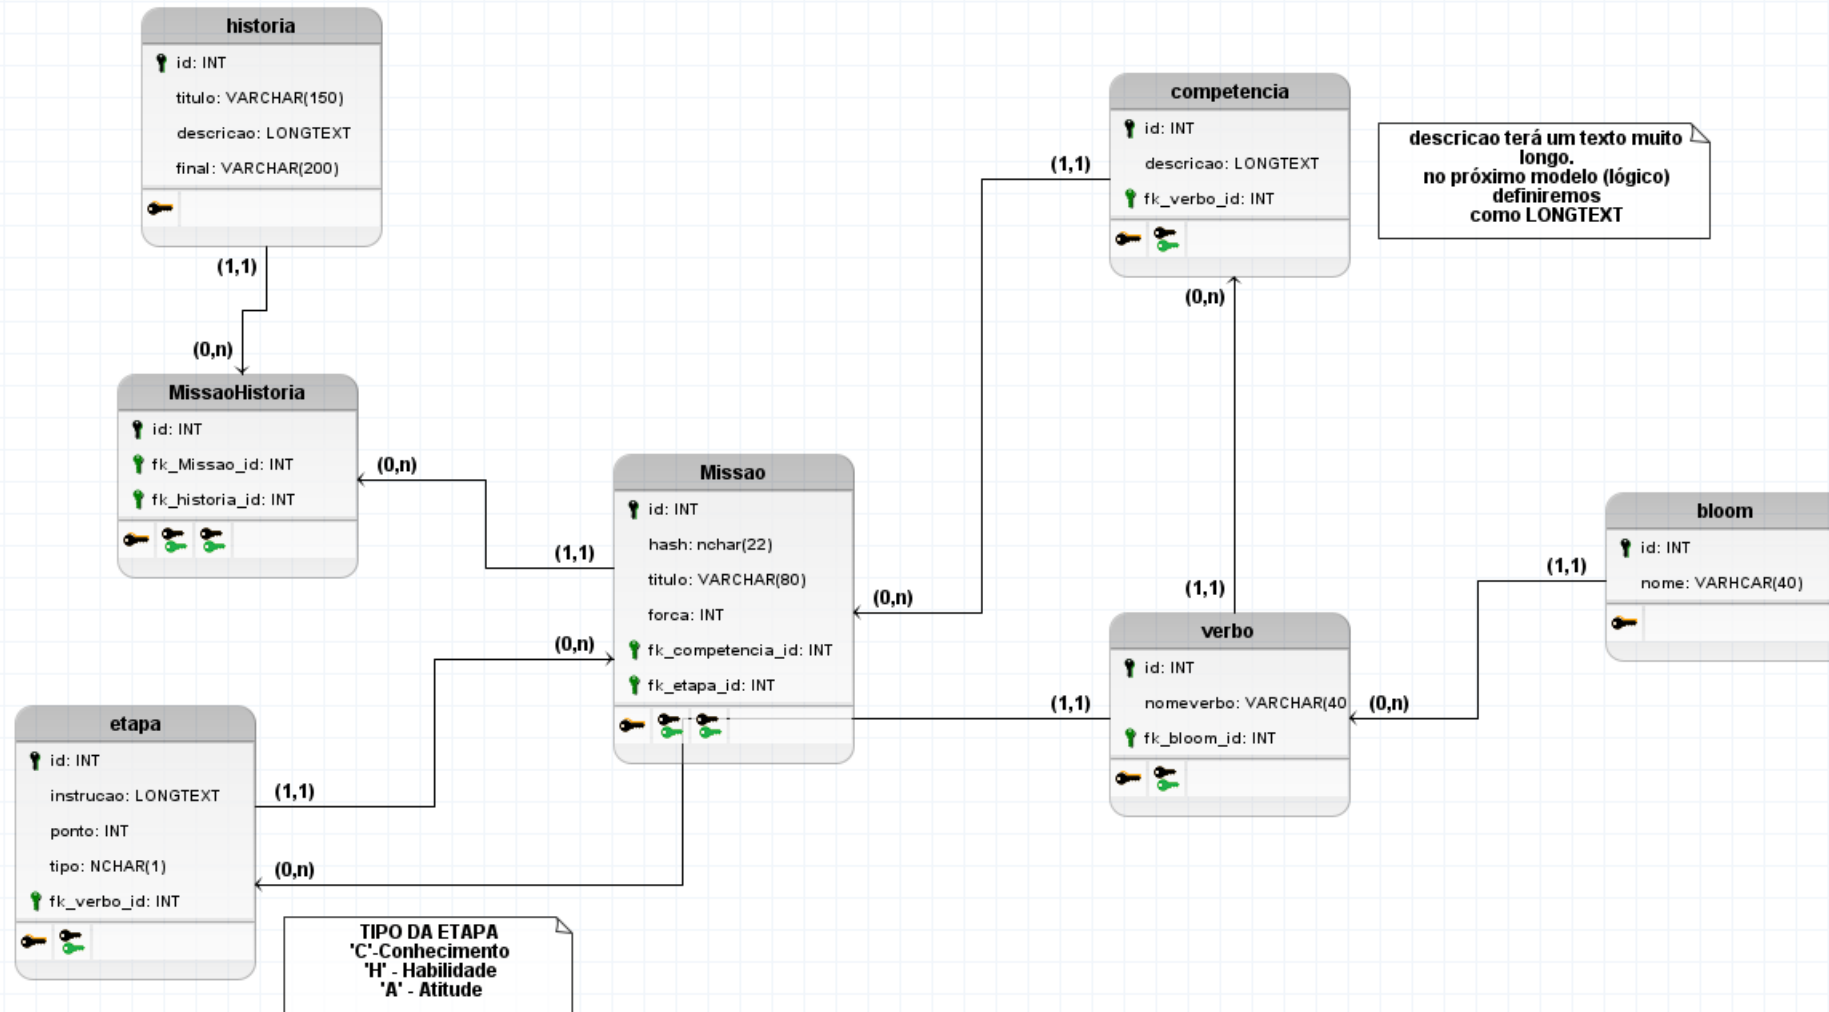 historia
id: INT
titulo: VARCHAR(150)
descricao: LONGTEXT
final: VARCHAR(200)
(1,1)
(0,n)
MissaoHistoria
id: INT
fk_Missao_id: INT
fk_historia_id: INT
(0,n)
(1,1)
Missao
id: INT
hash: nchar(22)
titulo: VARCHAR(80)
forca: INT
fk_competencia_id: INT
fk_etapa_id: INT
(0,n)
(0,n)
etapa
id: INT
instrucao: LONGTEXT
ponto: INT
tipo: NCHAR(1)
fk_verbo_id: INT
(1,1)
(0,n)
TIPO DA ETAPA
'C'-Conhecimento
'H' - Habilidade
'A' - Atitude
competencia
id: INT
descricao: LONGTEXT
fk_verbo_id: INT
(1,1)
(0,n)
descricao terá um texto muito
longo.
no próximo modelo (lógico)
definiremos
como LONGTEXT
(1,1)
verbo
id: INT
nomeverbo: VARCHAR(40
fk_bloom_id: INT
(1,1)
(0,n)
(1,1)
bloom
id: INT
nome: VARHCAR(40)